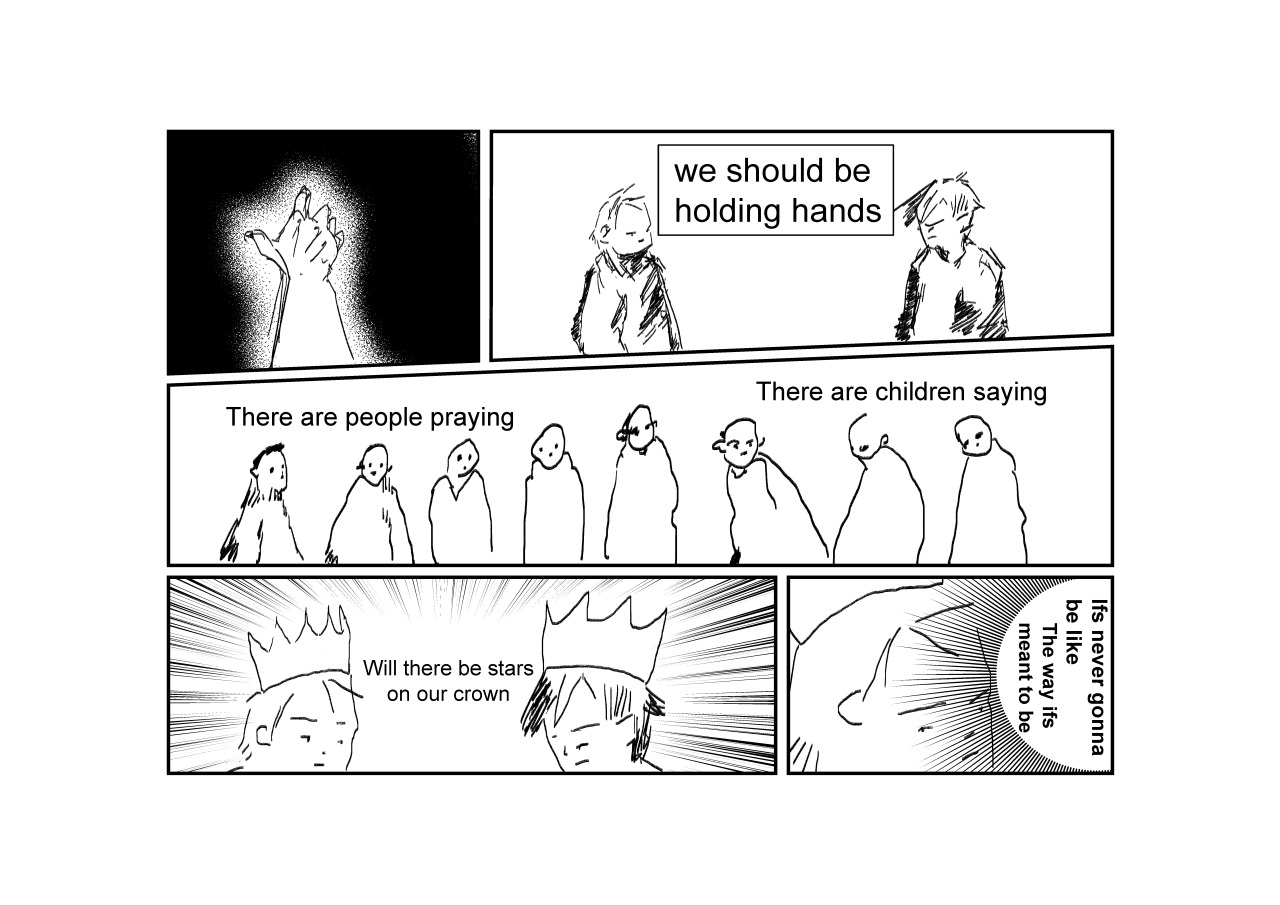 we should be
holding hands
There are people praying
There are children saying
Will there be stars
on our crown
Ifs never gonna
be like
The way ifs
meant to be